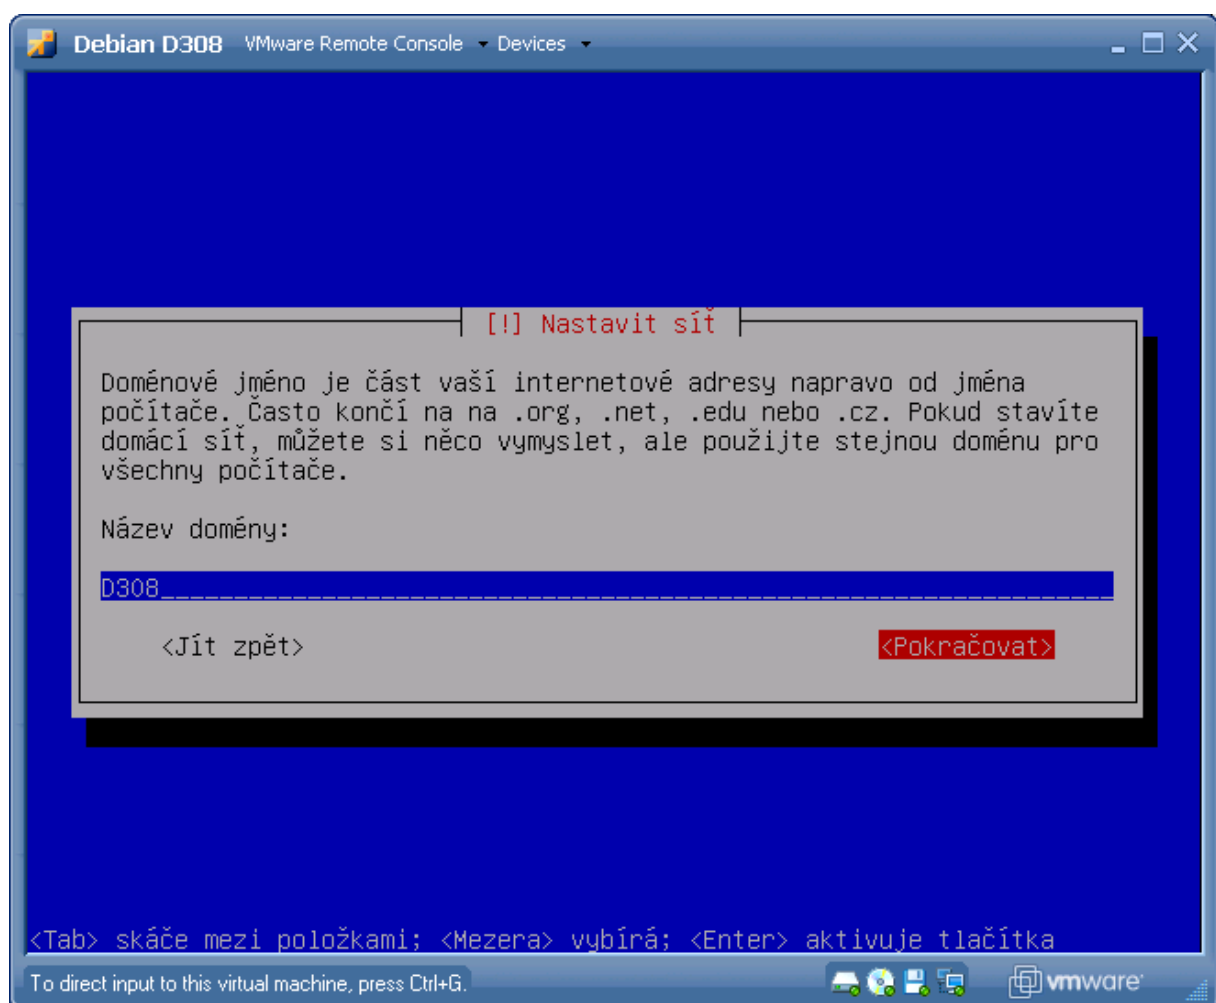 Debian D308 VMware Remote Console Devices
[!] Nastavit síť
Doménové jméno je část vaší internetové adresy napravo od jména
počítače. Často končí na na .org, .net, .edu nebo .cz. Pokud stavíte
domácí síť, můžete si něco vymyslet, ale použijte stejnou doménu pro
všechny počítače.
Název domény:
D308
<Jít zpět> <Pokračovat>
<Tab> skáče mezi položkami; <Mezera> vybírá; <Enter> aktivuje tlačítka
To direct input to this virtual machine, press Ctrl+G. vmware